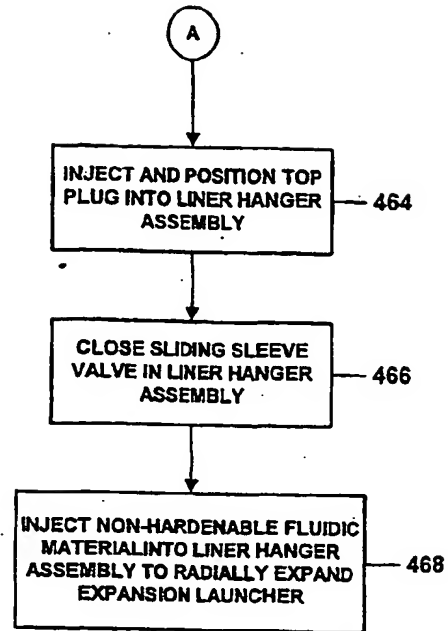 A
INJECT AND POSITION TOP
PLUG INTO LINER HANGER
ASSEMBLY
464
CLOSE SLIDING SLEEVE
VALVE IN LINER HANGER
ASSEMBLY
466
INJECT NON-HARDENABLE FLUIDIC
MATERIALINTO LINER HANGER
ASSEMBLY TO RADIALLY EXPAND
EXPANSION LAUNCHER
468